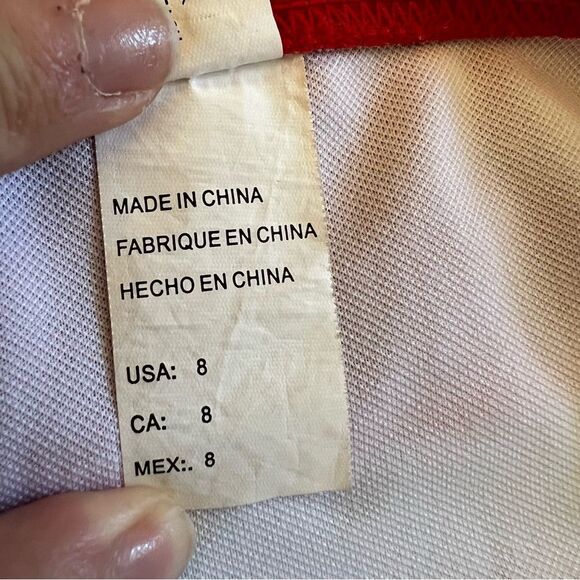 MADE IN CHINA
FABRIQUE EN CHINA
HECHO EN CHINA
USA: 8
CA: 8
MEX:. 8